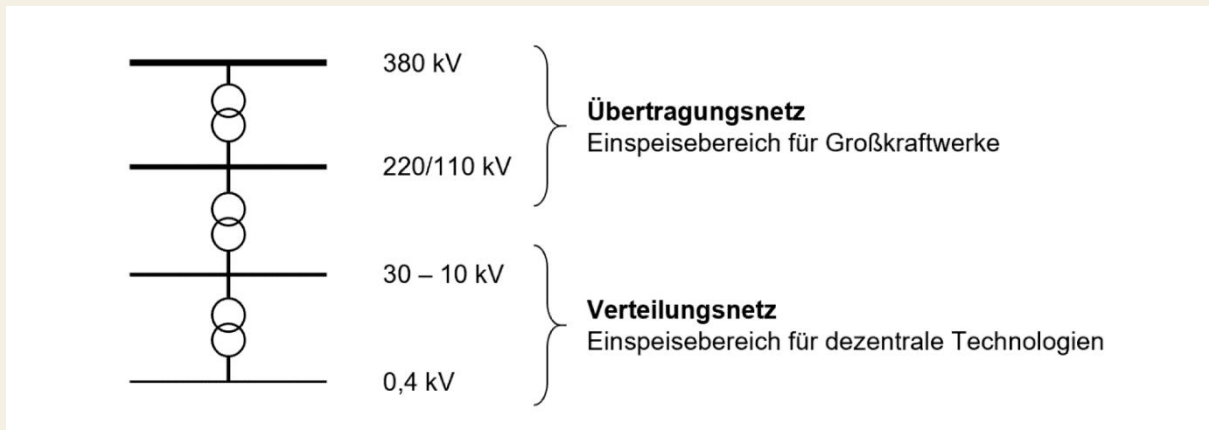 380 kV
Übertragungsnetz
Einspeisebereich für Großkraftwerke
220/110 kV
30 – 10 kV
Verteilungsnetz
Einspeisebereich für dezentrale Technologien
0,4 kV